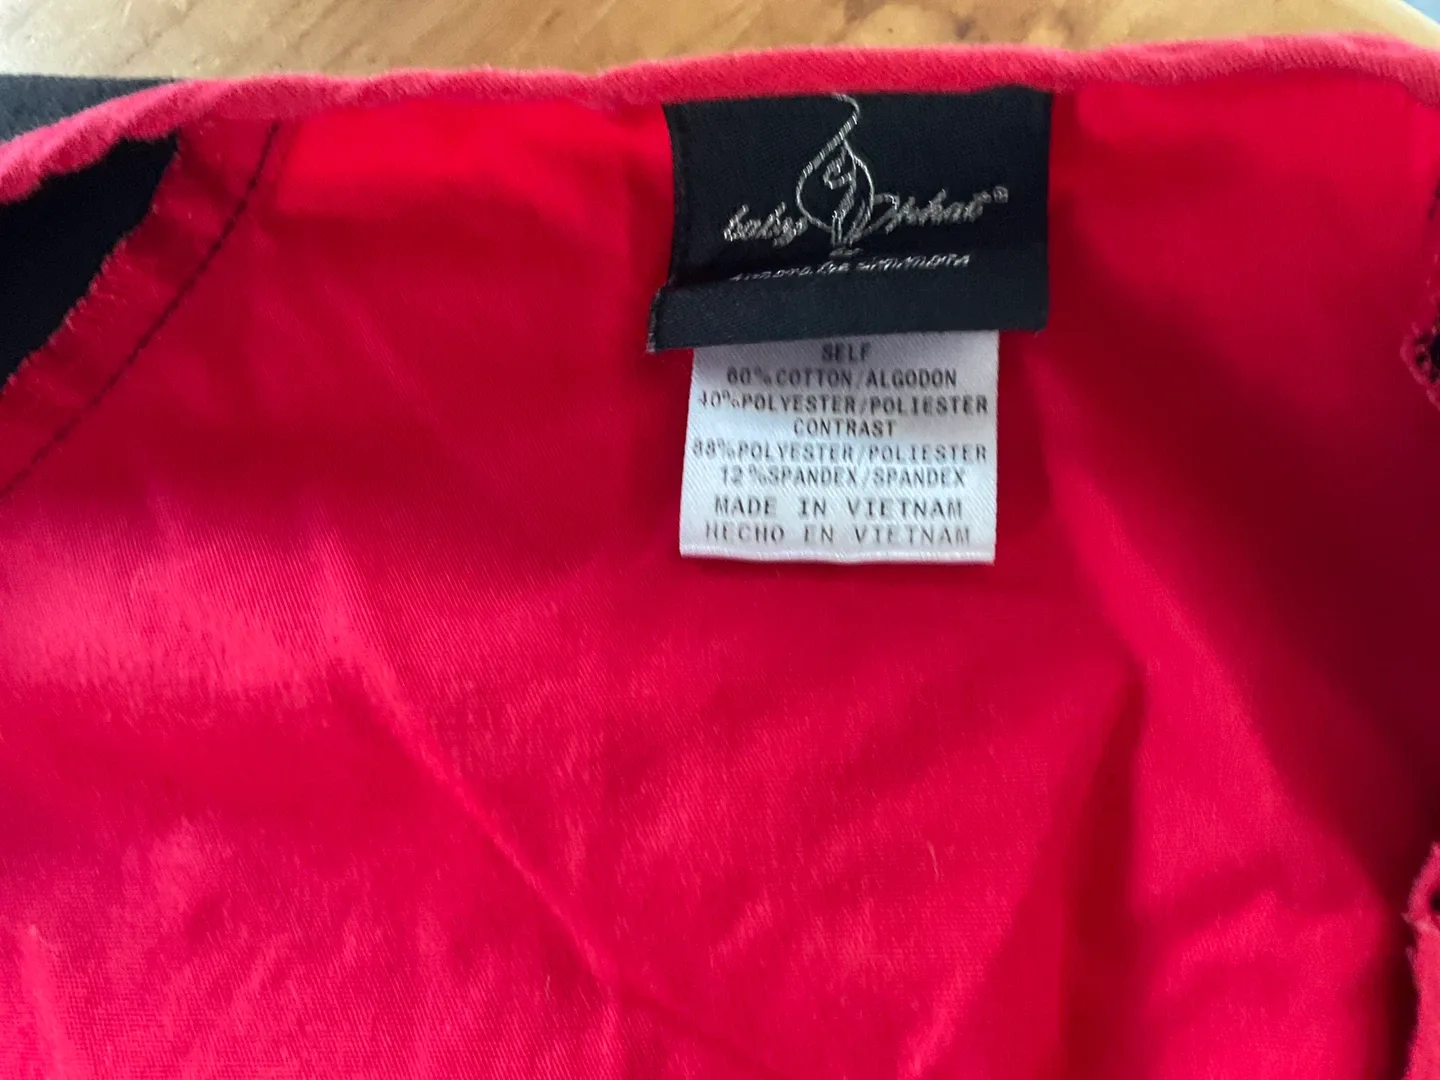 baby phat®
SELF
60%COTTON/ALGODON
40%POLYESTER/POLIESTER
CONTRAST
88%POLYESTER/POLIESTER
12%SPANDEX/SPANDEX
MADE IN VIETNAM
HECHO EN VIETNAM